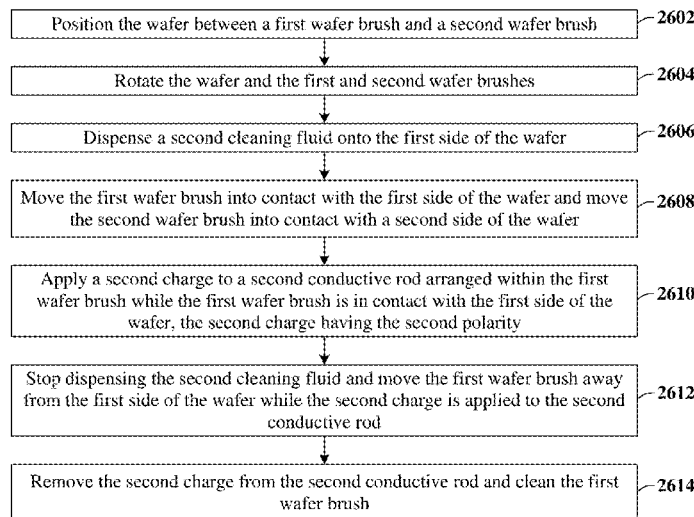 Position the wafer between a first wafer brush and a second wafer brush
2602
Rotate the wafer and the first and second wafer brushes
2604
Dispense a second cleaning fluid onto the first side of the wafer
2606
Move the first wafer brush into contact with the first side of the wafer and move
the second wafer brush into contact with a second side of the wafer
2608
Apply a second charge to a second conductive rod arranged within the first
wafer brush while the first wafer brush is in contact with the first side of the
wafer, the second charge having the second polarity
2610
Stop dispensing the second cleaning fluid and move the first wafer brush away
from the first side of the wafer while the second charge is applied to the second
conductive rod
2612
Remove the second charge from the second conductive rod and clean the first
wafer brush
2614